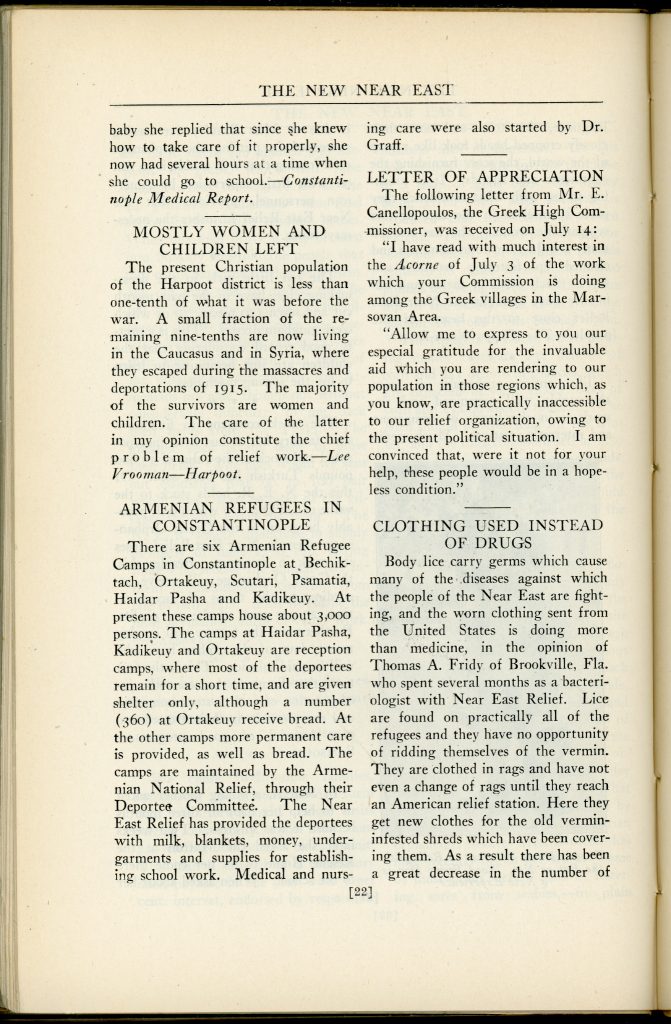 THE NEW NEAR EAST
baby she replied that since she knew
how to take care of it properly, she
now had several hours at a time when
she could go to school.—Constanti-
nople Medical Report.
MOSTLY WOMEN AND
CHILDREN LEFT
The present Christian population
of the Harpoot district is less than
one-tenth of what it was before the
war. A small fraction of the re-
maining nine-tenths are now living
in the Caucasus and in Syria, where
they escaped during the massacres and
deportations of 1915. The majority
of the survivors are women and
children. The care of the latter
in my opinion constitute the chief
problem of relief work.—Lee
Vrooman—Harpoot.
ARMENIAN REFUGEES IN
CONSTANTINOPLE
There are six Armenian Refugee
Camps in Constantinople at Bechik-
tach, Ortakeuy, Scutari, Psamatia,
Haidar Pasha and Kadikeuy. At
present these camps house about 3,000
persons. The camps at Haidar Pasha,
Kadikeuy and Ortakeuy are reception
camps, where most of the deportees
remain for a short time, and are given
shelter only, although a number
(360) at Ortakeuy receive bread. At
the other camps more permanent care
is provided, as well as bread. The
camps are maintained by the Arme-
nian National Relief, through their
Deportee Committee. The Near
East Relief has provided the deportees
with milk, blankets, money, under-
garments and supplies for establish-
ing school work. Medical and nurs-
ing care were also started by Dr.
Graff.
LETTER OF APPRECIATION
The following letter from Mr. E.
Canellopoulos, the Greek High Com-
missioner, was received on July 14:
"I have read with much interest in
the Acorne of July 3 of the work
which your Commission is doing
among the Greek villages in the Mar-
sovan Area.
"Allow me to express to you our
especial gratitude for the invaluable
aid which you are rendering to our
population in those regions which, as
you know, are practically inaccessible
to our relief organization, owing to
the present political situation. I am
convinced that, were it not for your
help, these people would be in a hope-
less condition."
CLOTHING USED INSTEAD
OF DRUGS
Body lice carry germs which cause
many of the diseases against which
the people of the Near East are fight-
ing, and the worn clothing sent from
the United States is doing more
than medicine, in the opinion of
Thomas A. Fridy of Brookville, Fla.
who spent several months as a bacteri-
ologist with Near East Relief. Lice
are found on practically all of the
refugees and they have no opportunity
of ridding themselves of the vermin.
They are clothed in rags and have not
even a change of rags until they reach
an American relief station. Here they
get new clothes for the old vermin-
infested shreds which have been cover-
ing them. As a result there has been
a great decrease in the number of
[22]